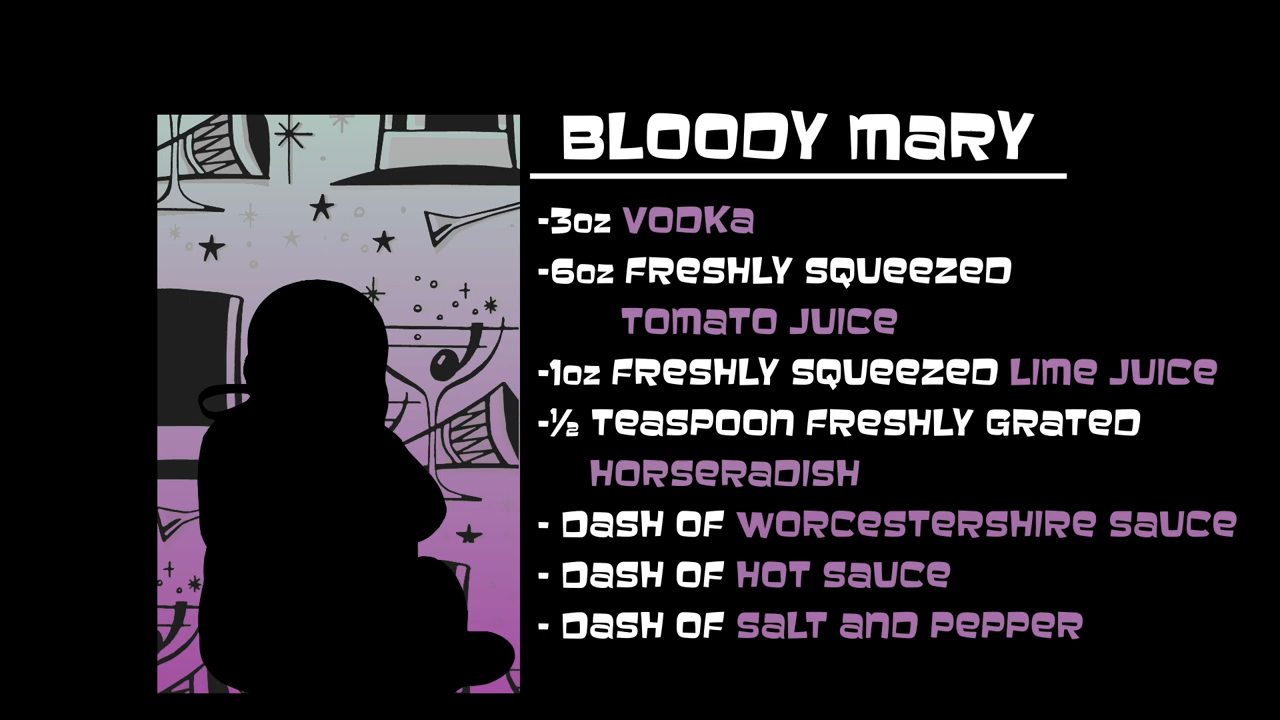 BLOODY MARY
-3oz VODKA
-6oz FRESHLY SQUEEZED
TOMATO JUICE
-1oz FRESHLY SQUEEZED LIME JUICE
-½ TEASPOON FRESHLY GRATED
HORSERADISH
- DASH OF WORCESTERSHIRE SAUCE
- DASH OF HOT SAUCE
- DASH OF SALT AND PEPPER